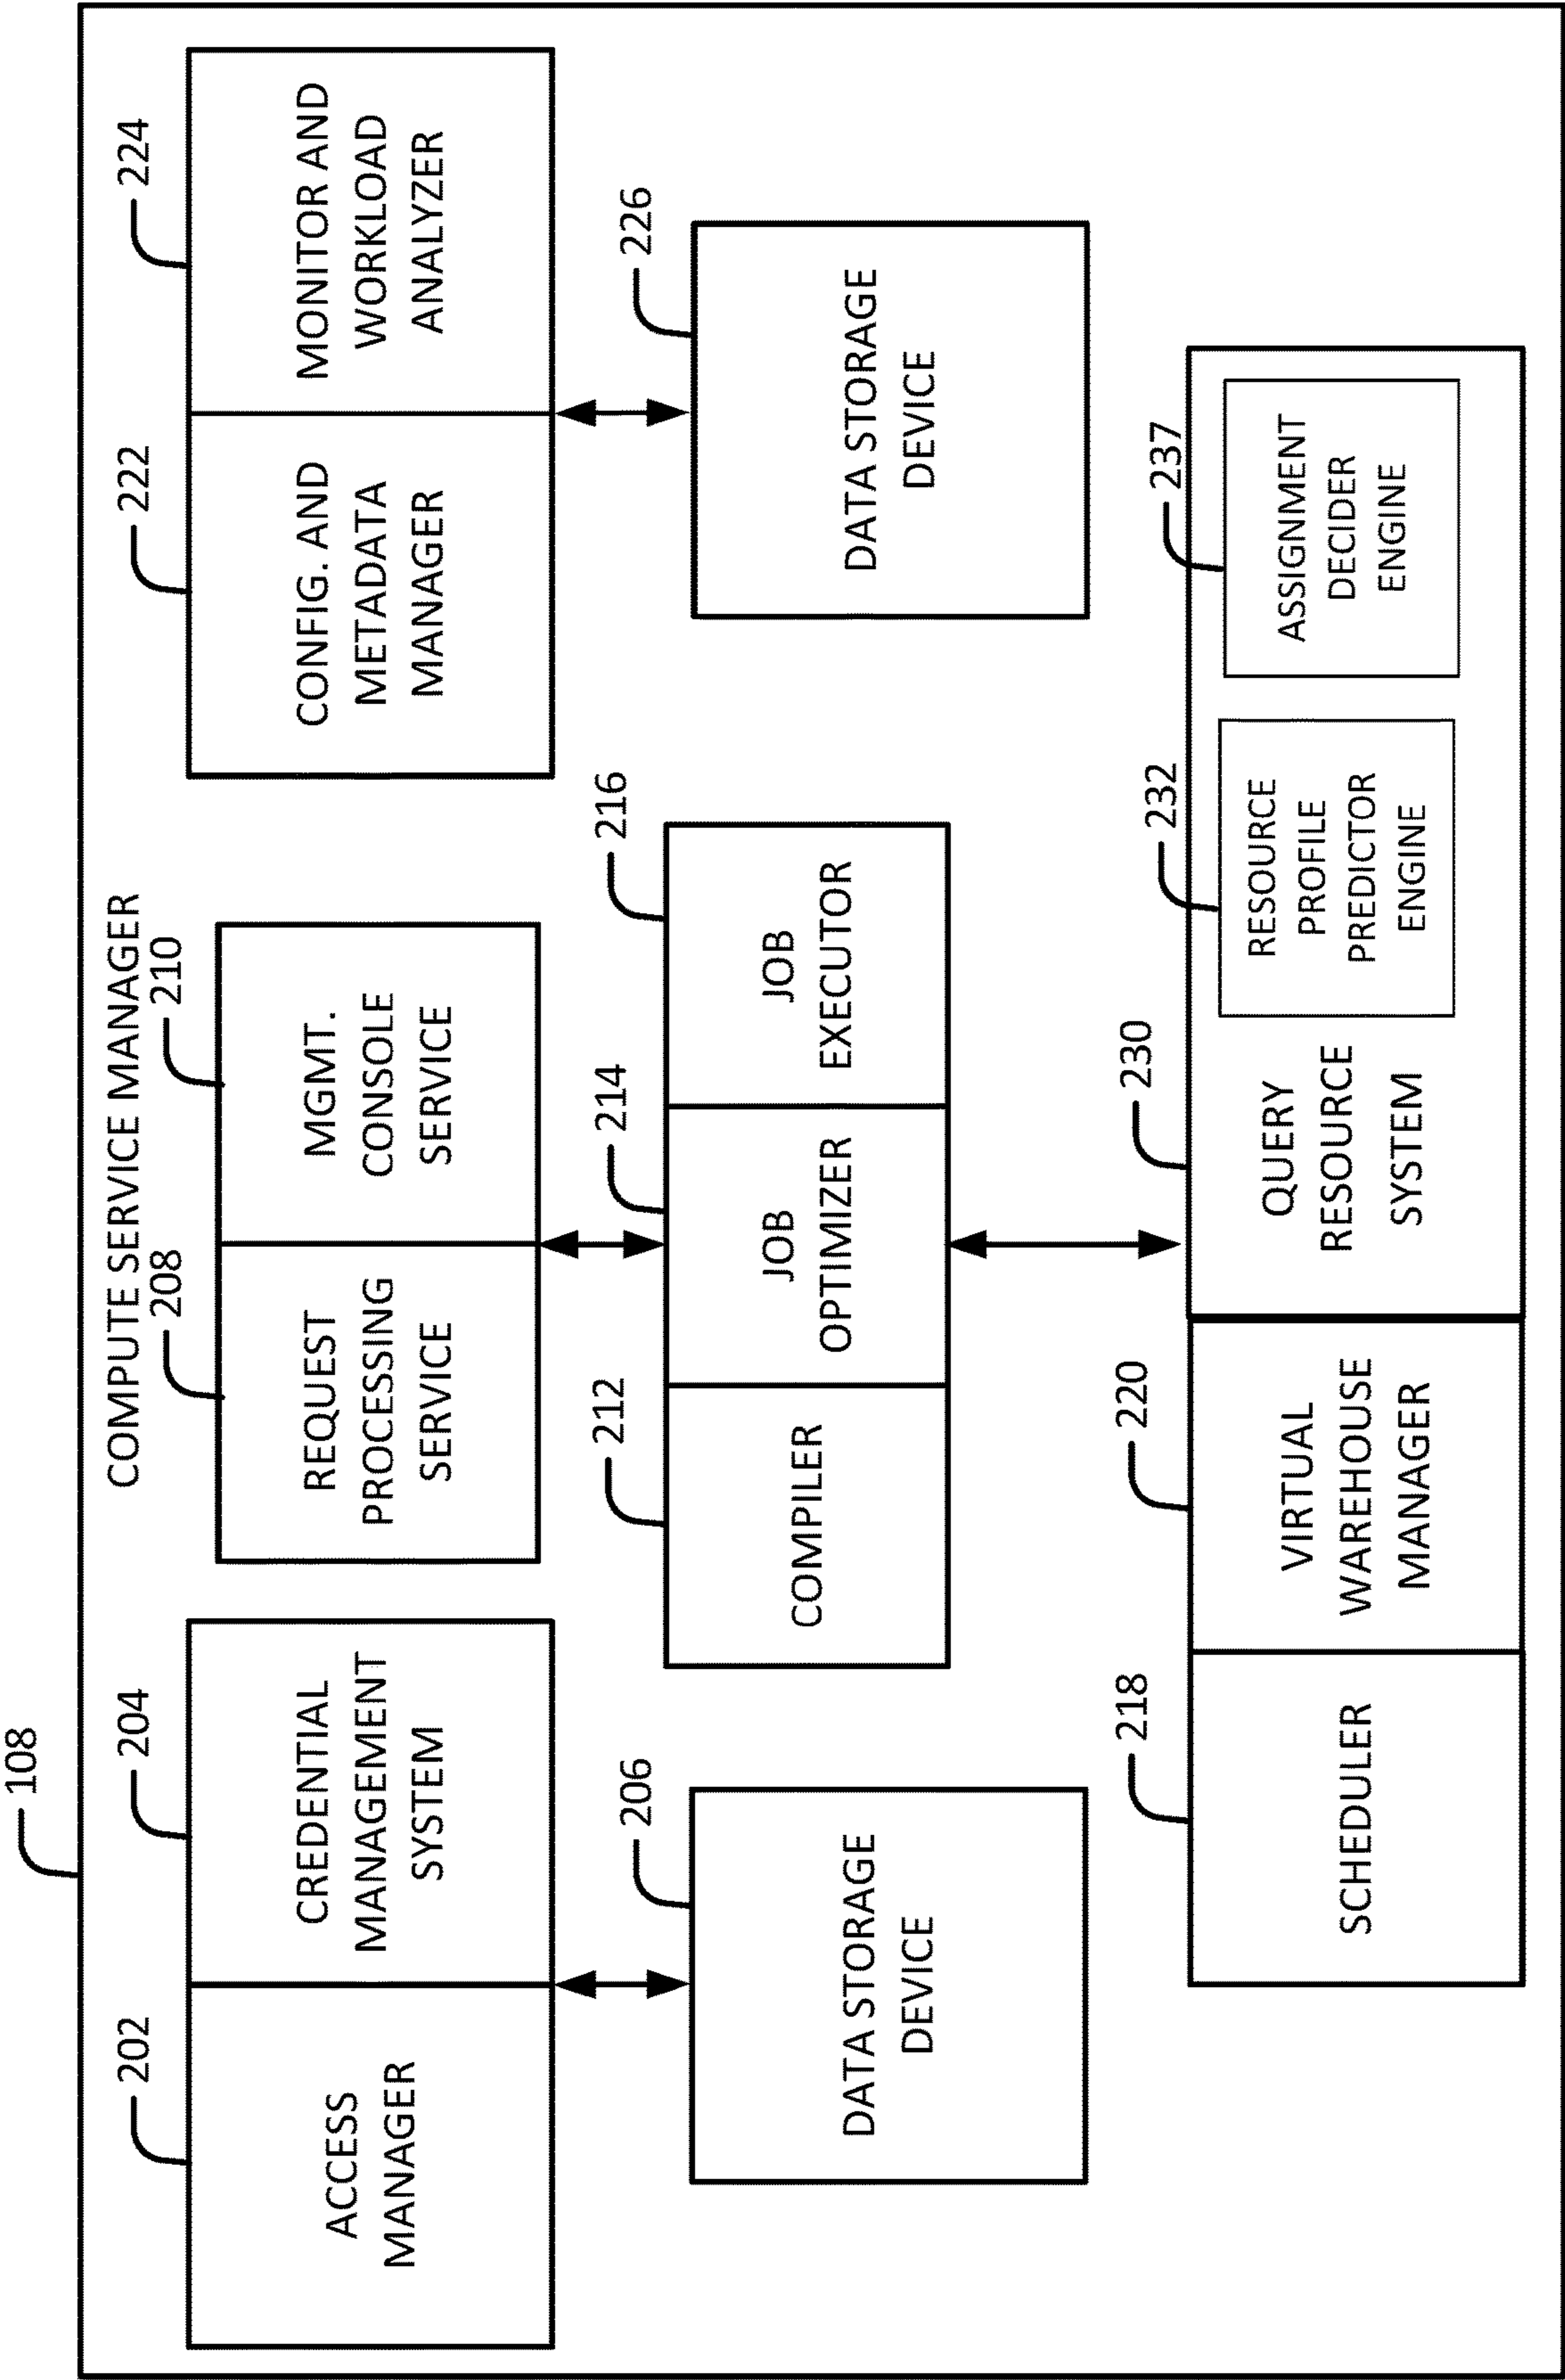 108
COMPUTE SERVICE MANAGER
202
ACCESS
MANAGER
204
CREDENTIAL
MANAGEMENT
SYSTEM
206
DATA STORAGE
DEVICE
208
REQUEST
PROCESSING
SERVICE
210
MGMT.
CONSOLE
SERVICE
212
COMPILER
214
JOB
OPTIMIZER
216
JOB
EXECUTOR
222
CONFIG. AND
METADATA
MANAGER
224
MONITOR AND
WORKLOAD
ANALYZER
226
DATA STORAGE
DEVICE
218
SCHEDULER
220
VIRTUAL
WAREHOUSE
MANAGER
230
QUERY
RESOURCE
SYSTEM
232
RESOURCE
PROFILE
PREDICTOR
ENGINE
237
ASSIGNMENT
DECIDER
ENGINE